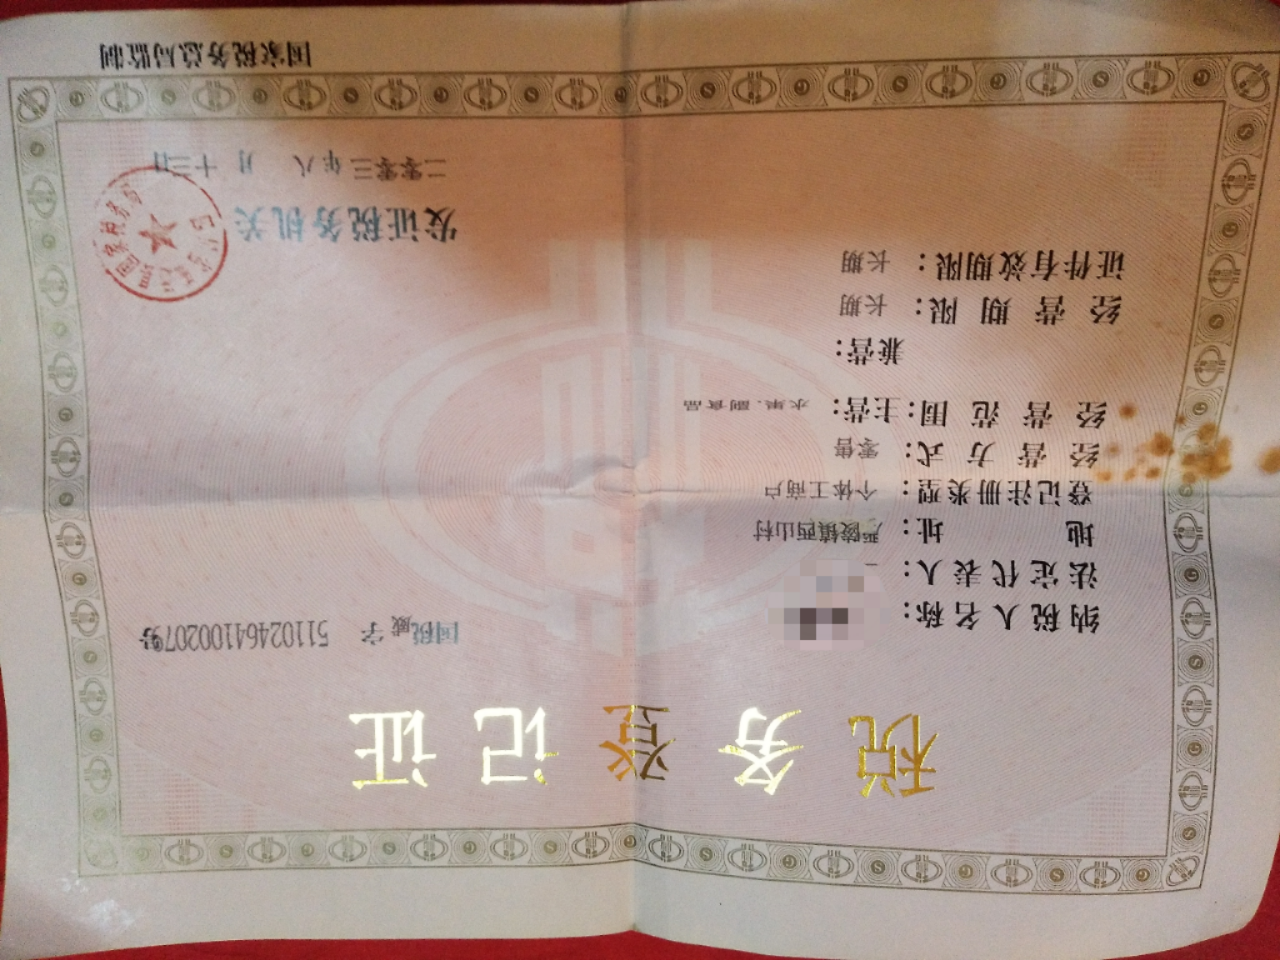 税务登记证
国税 威 字 511024641002079号
纳税人名称：
法定代表人：
地 址：严陵镇西山村
登记注册类型：个体工商户
经营方式：零售
经营范围：主营：水果.副食品
兼营：
经营期限：长期
证件有效期限：长期
发证税务机关
二零零三年八月十三日
国家税务总局监制